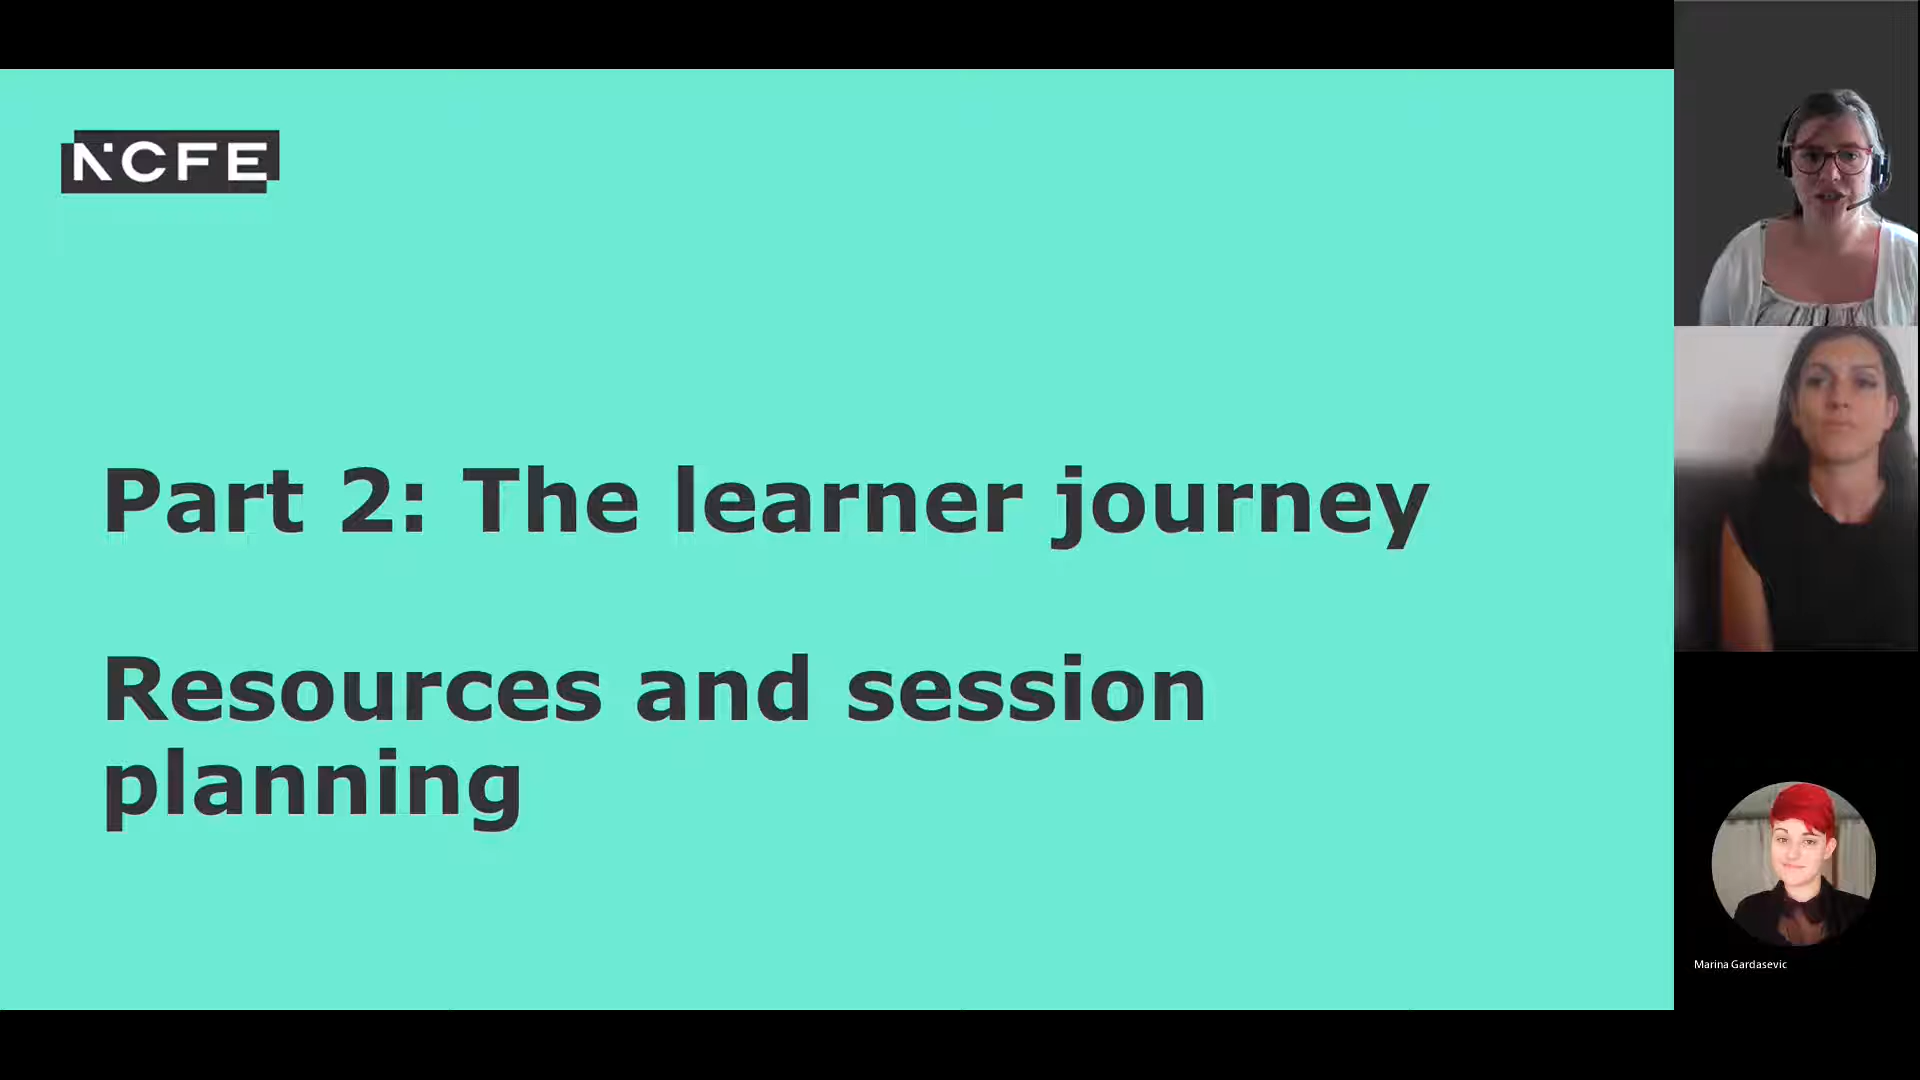 NCFE
Part 2: The learner journey
Resources and session
planning
Marina Gardasevic